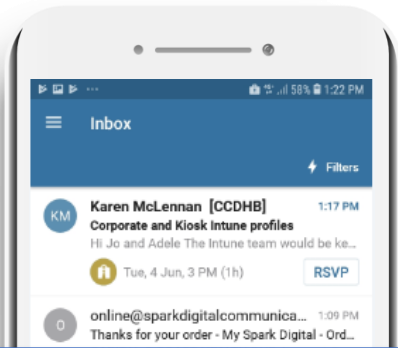 58% 1:22 PM
Inbox
Filters
KM
Karen McLennan [CCDHB] 1:17 PM
Corporate and Kiosk Intune profiles
Hi Jo and Adele The Intune team would be ke...
Tue, 4 Jun, 3 PM (1h) RSVP
O
online@sparkdigitalcommunica... 1:09 PM
Thanks for your order - My Spark Digital - Ord...